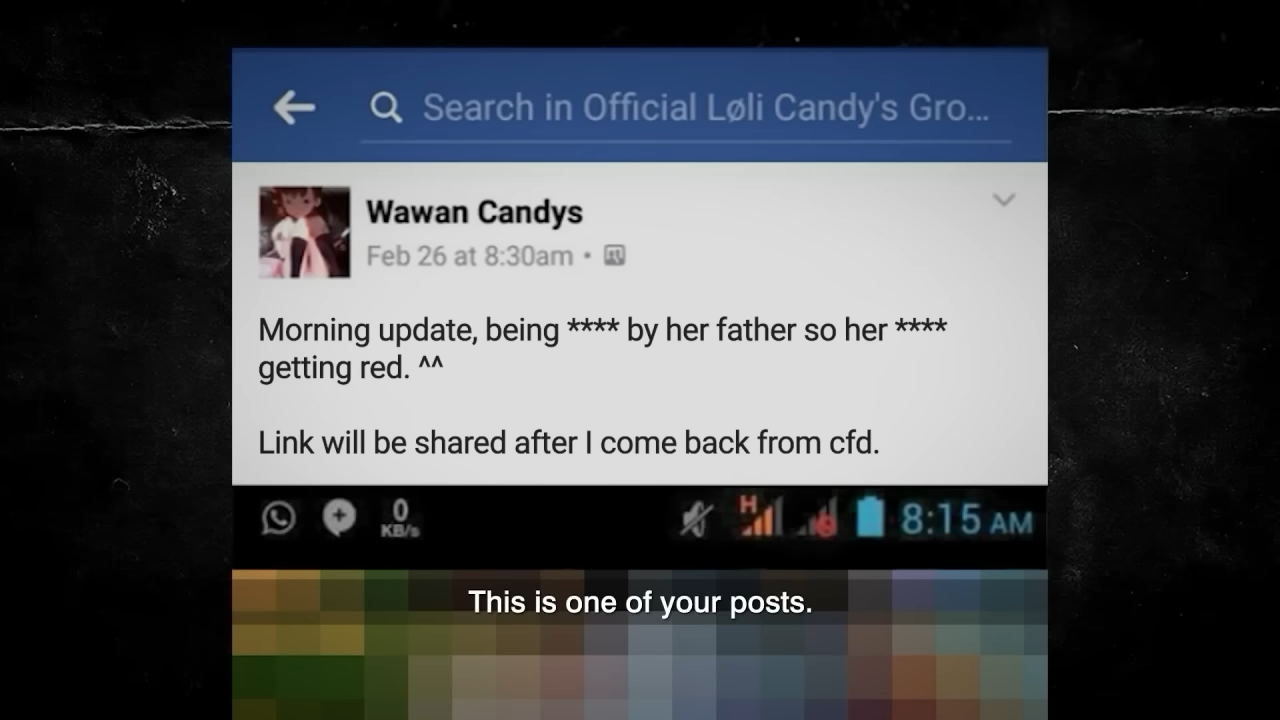 Search in Official Løli Candy's Gro...
Wawan Candys
Feb 26 at 8:30am •
Morning update, being **** by her father so her ****
getting red. ^^
Link will be shared after I come back from cfd.
0
KB/s
H
8:15 AM
This is one of your posts.